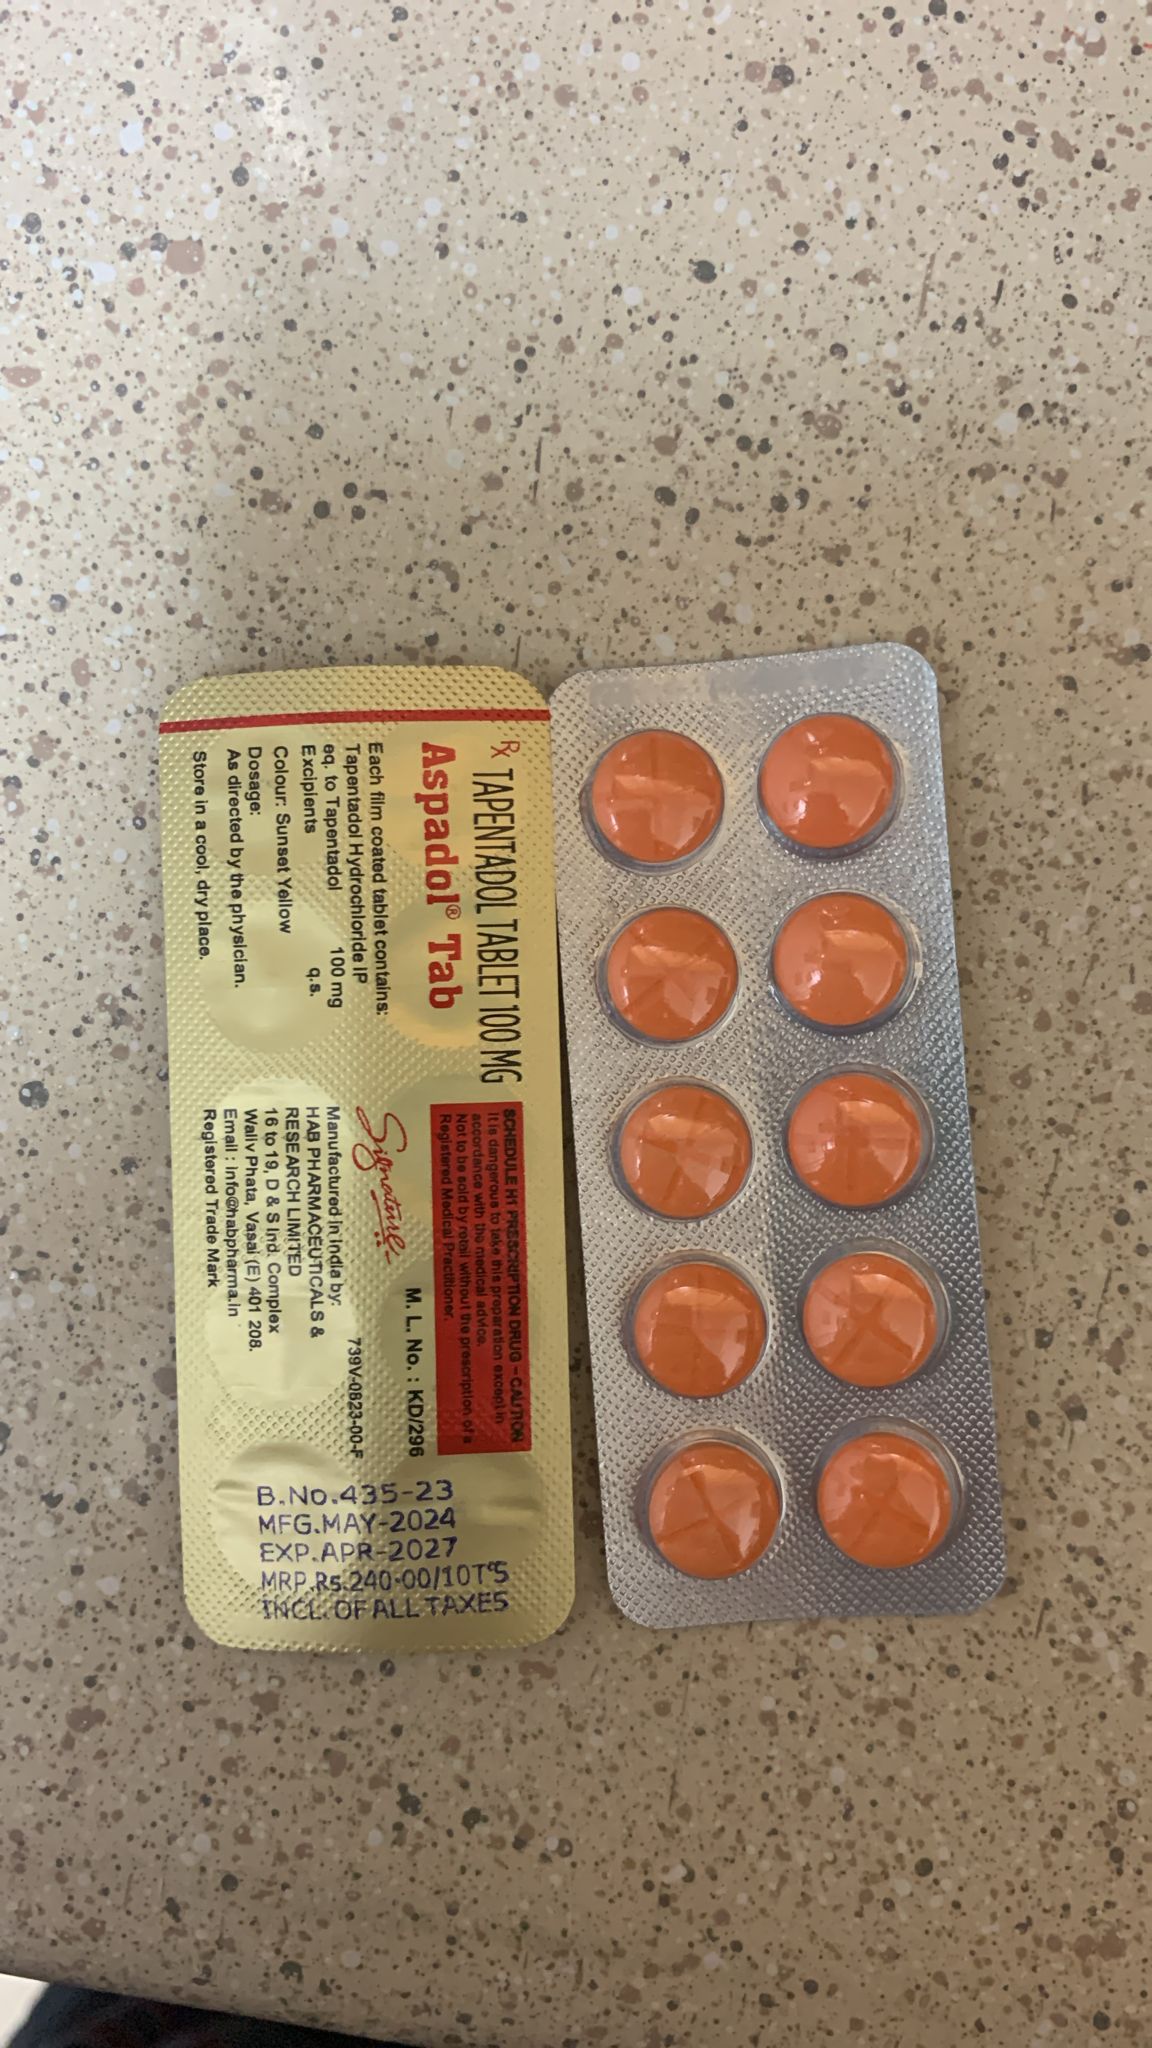 Rx TAPENTADOL TABLET 100 MG
Aspadol® Tab
Each film coated tablet contains:
Tapentadol Hydrochloride IP
eq. to Tapentadol 100 mg
Excipients q.s.
Colour: Sunset Yellow
Dosage:
As directed by the physician.
Store in a cool, dry place.
SCHEDULE H1 PRESCRIPTION DRUG - CAUTION
It is dangerous to take this preparation except in
accordance with the medical advice.
Not to be sold by retail without the prescription of a
Registered Medical Practitioner.
M. L. No. : KD/296
Signature
739V-0823-00-F
Manufactured in India by:
HAB PHARMACEUTICALS &
RESEARCH LIMITED
16 to 19, D & S Ind. Complex
Waliv Phata, Vasai (E) 401 208.
Email : info@habpharma.in
Registered Trade Mark
B.No.435-23
MFG.MAY-2024
EXP.APR-2027
MRP.Rs.240.00/10T'S
INCL.OF ALL TAXES